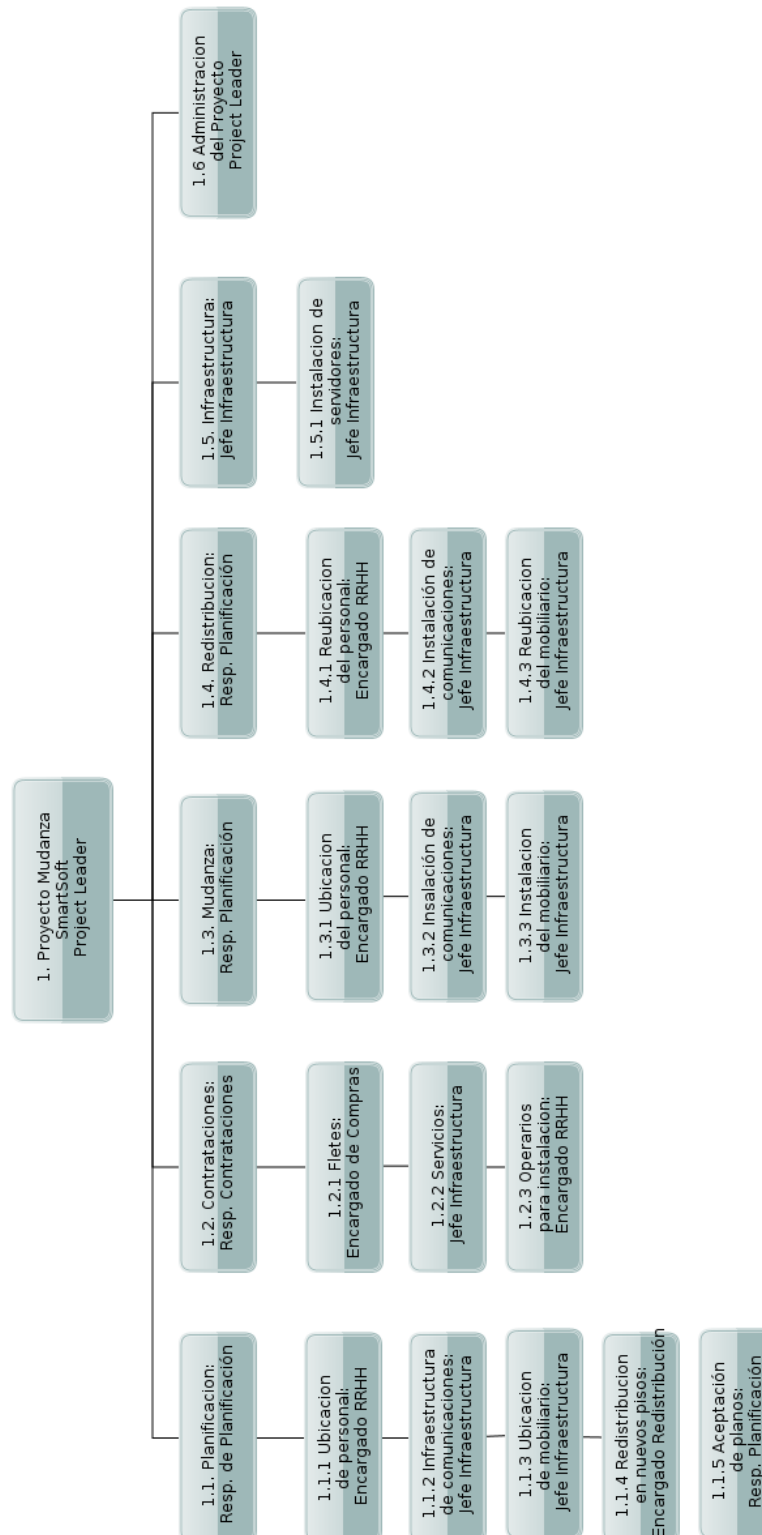 1. Proyecto Mudanza
SmartSoft
Project Leader
1.1. Planificacion:
Resp. de Planificación
1.1.1 Ubicacion
de personal:
Encargado RRHH
1.1.2 Infraestructura
de comunicaciones:
Jefe Infraestructura
1.1.3 Ubicacion
de mobiliario:
Jefe Infraestructura
1.1.4 Redistribucion
en nuevos pisos:
Encargado Redistribución
1.1.5 Aceptación
de planos:
Resp. Planificación
1.2. Contrataciones:
Resp. Contrataciones
1.2.1 Fletes:
Encargado de Compras
1.2.2 Servicios:
Jefe Infraestructura
1.2.3 Operarios
para instalacion:
Encargado RRHH
1.3. Mudanza:
Resp. Planificación
1.3.1 Ubicacion
del personal:
Encargado RRHH
1.3.2 Insalación de
comunicaciones:
Jefe Infraestructura
1.3.3 Instalacion
del mobiliario:
Jefe Infraestructura
1.4. Redistribucion:
Resp. Planificación
1.4.1 Reubicacion
del personal:
Encargado RRHH
1.4.2 Instalación de
comunicaciones:
Jefe Infraestructura
1.4.3 Reubicacion
del mobiliario:
Jefe Infraestructura
1.5. Infraestructura:
Jefe Infraestructura
1.5.1 Instalacion de
servidores:
Jefe Infraestructura
1.6 Administracion
del Proyecto
Project Leader